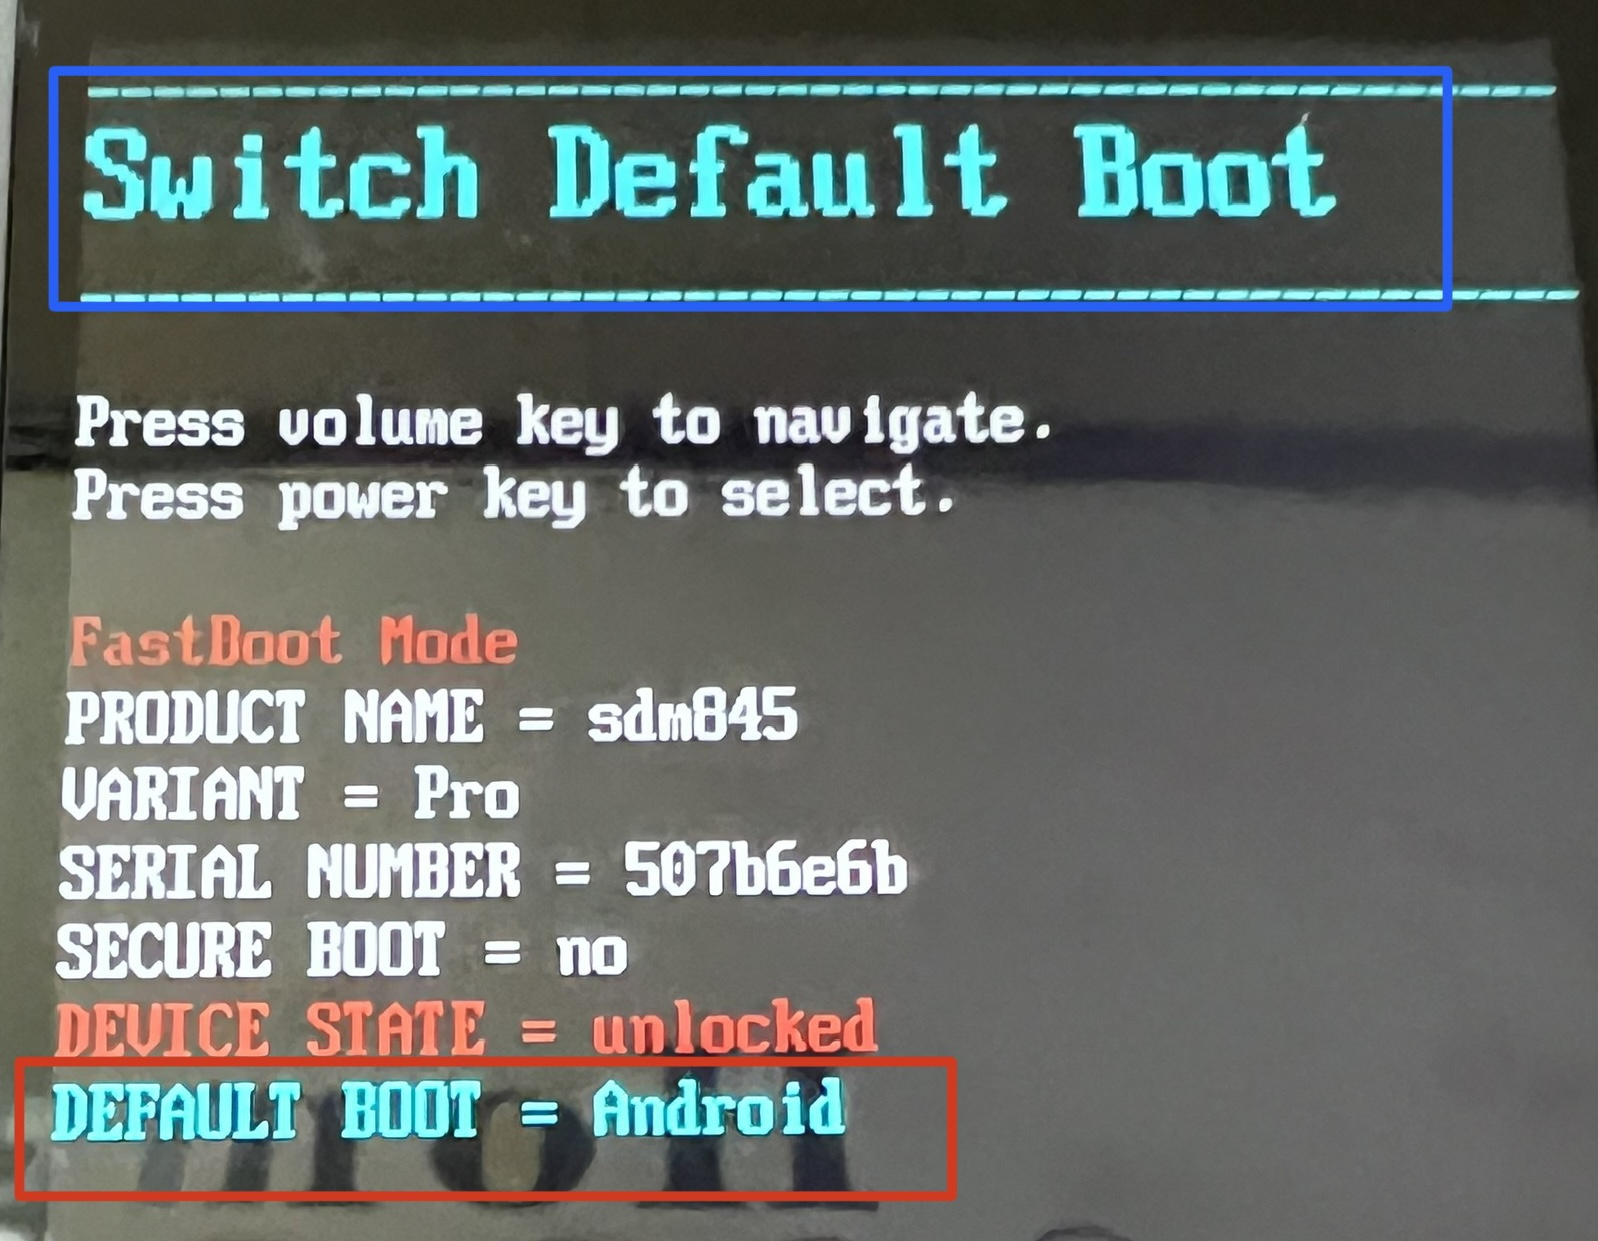 Switch Default Boot
Press volume key to navigate.
Press power key to select.
FastBoot Mode
PRODUCT NAME = sdm845
VARIANT = Pro
SERIAL NUMBER = 507b6e6b
SECURE BOOT = no
DEVICE STATE = unlocked
DEFAULT BOOT = Android